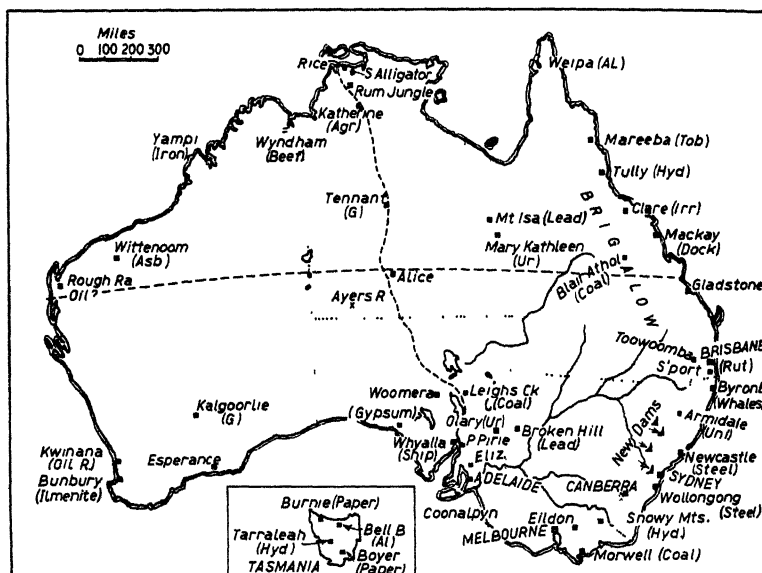 Miles
0 100 200 300
Rice
S Alligator
Rum Jungle
Katherine
(Agr)
Weipa (AL)
Yampi
(Iron)
Wyndham
(Beef)
Mareeba (Tob)
Tully (Hyd)
Tennant
(G)
BRIGALOW
Clare (Irr)
Mt Isa (Lead)
Mackay
(Dock)
Mary Kathleen
(Ur)
Wittenoom
(Asb)
Rough Ra
Oil?
Alice
Blair Athol
(Coal)
Gladstone
Ayers R
Toowoomba
BRISBANE
(Rut)
S'port
Byron B
(Whales)
Woomera
Leighs Ck
(Coal)
Kalgoorlie
(G)
(Gypsum)
Olary (Ur)
Broken Hill
(Lead)
New Dams
Armidale
(Uni)
Whyalla
(Ship)
P Pirie
Eliz.
Newcastle
(Steel)
Kwinana
(Oil R.)
Esperance
Bunbury
(Ilmenite)
ADELAIDE
CANBERRA
SYDNEY
Wollongong
(Steel)
Coonalpyn
Eildon
Snowy Mts.
(Hyd.)
MELBOURNE
Morwell (Coal)
Burnie (Paper)
Bell B
(Al)
Tarraleah
(Hyd)
Boyer
(Paper)
TASMANIA